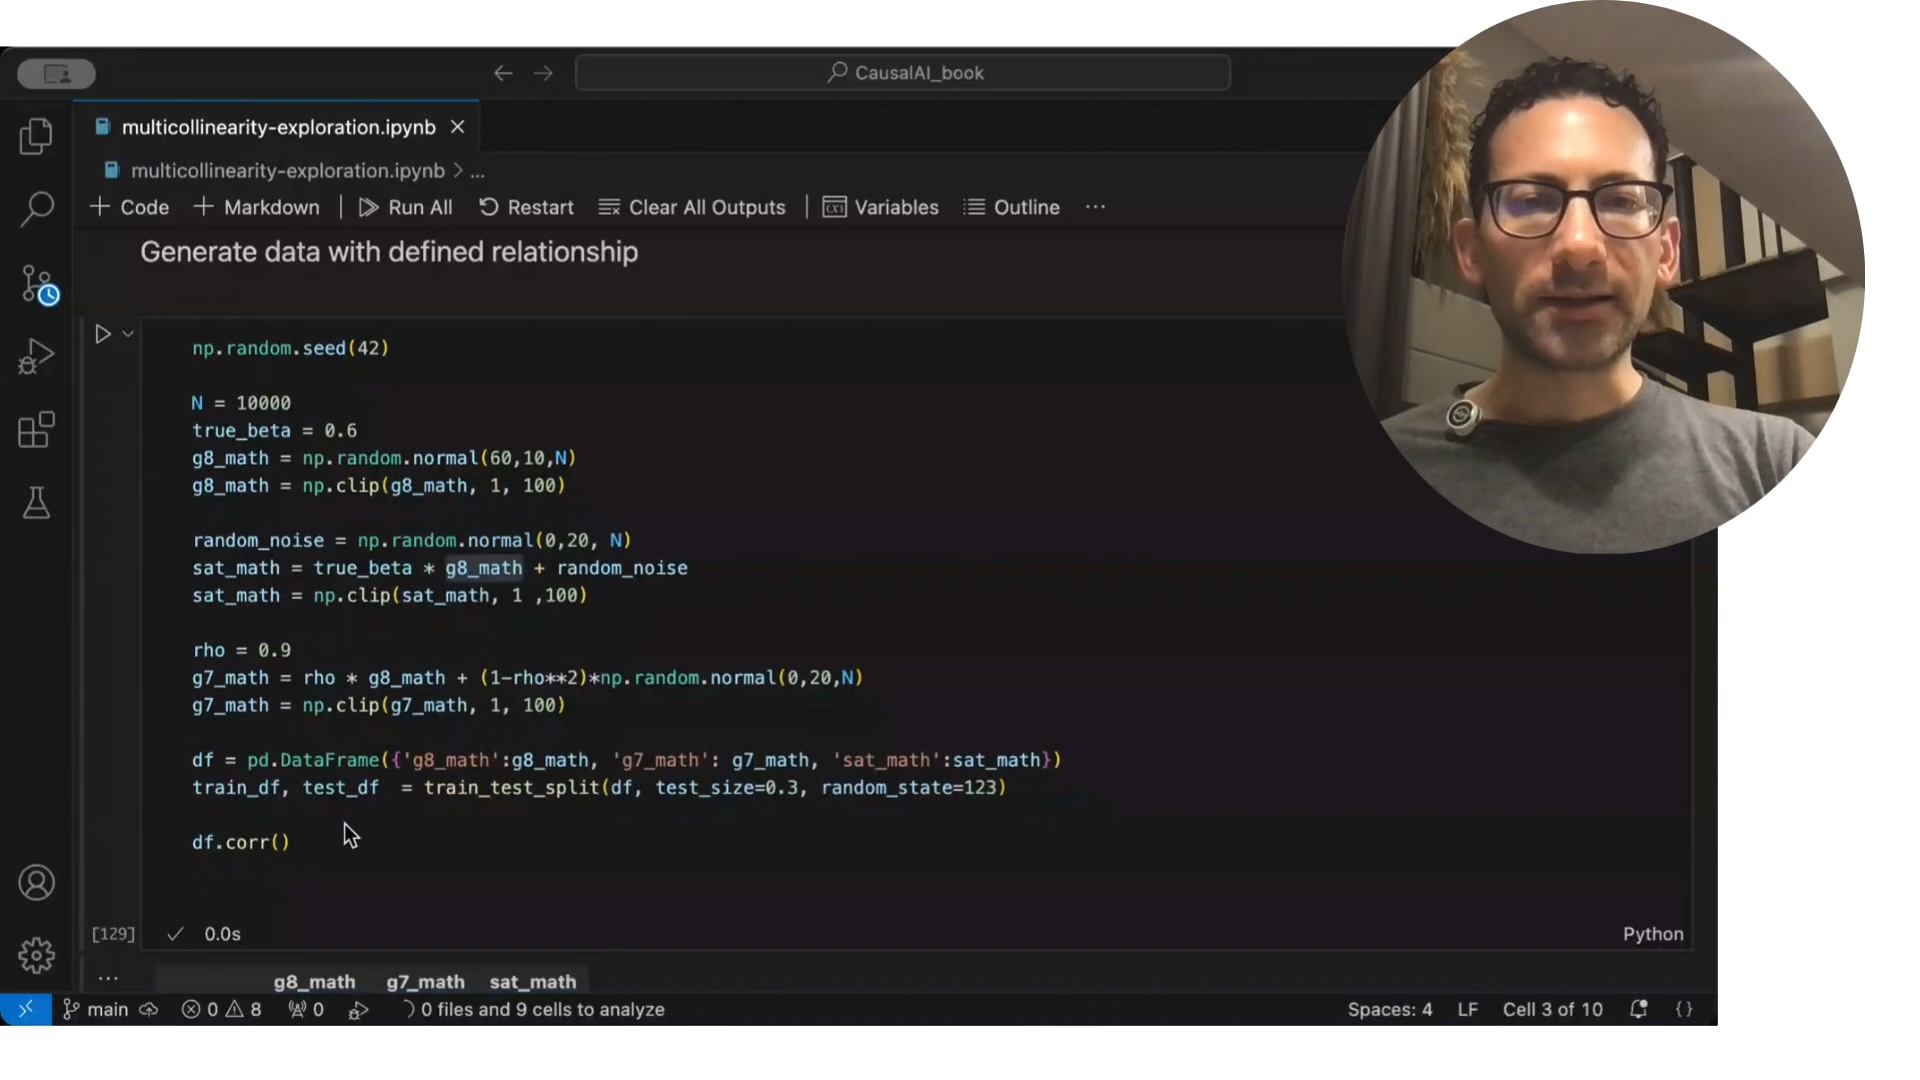 CausalAI_book
multicollinearity-exploration.ipynb
multicollinearity-exploration.ipynb > ...
+ Code + Markdown | Run All Restart Clear All Outputs | Variables Outline ...
Generate data with defined relationship
np.random.seed(42)
N = 10000
true_beta = 0.6
g8_math = np.random.normal(60,10,N)
g8_math = np.clip(g8_math, 1, 100)
random_noise = np.random.normal(0,20, N)
sat_math = true_beta * g8_math + random_noise
sat_math = np.clip(sat_math, 1 ,100)
rho = 0.9
g7_math = rho * g8_math + (1-rho**2)*np.random.normal(0,20,N)
g7_math = np.clip(g7_math, 1, 100)
df = pd.DataFrame({'g8_math':g8_math, 'g7_math': g7_math, 'sat_math':sat_math})
train_df, test_df  = train_test_split(df, test_size=0.3, random_state=123)
df.corr()
[129] 0.0s Python
... g8_math g7_math sat_math
main 0 8 0 0 files and 9 cells to analyze Spaces: 4 LF Cell 3 of 10 {}